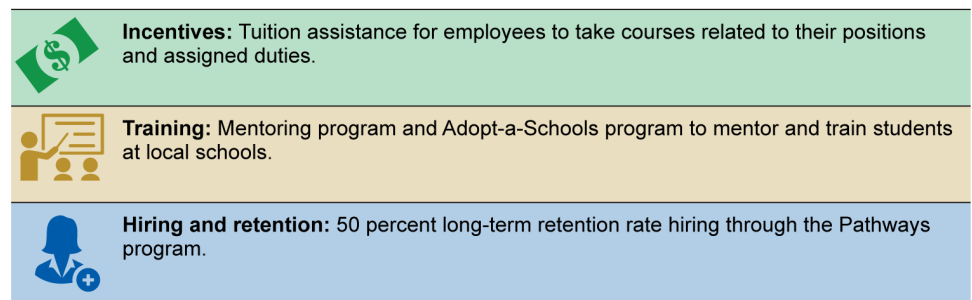 Incentives: Tuition assistance for employees to take courses related to their positions
and assigned duties.
Training: Mentoring program and Adopt-a-Schools program to mentor and train students
at local schools.
Hiring and retention: 50 percent long-term retention rate hiring through the Pathways
program.